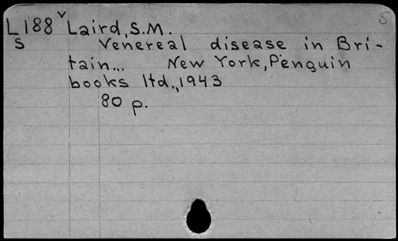 L188 Laird, S.M.
S Venereal disease in Bri-
tain... New York, Penguin
books ltd., 1943
80 p.